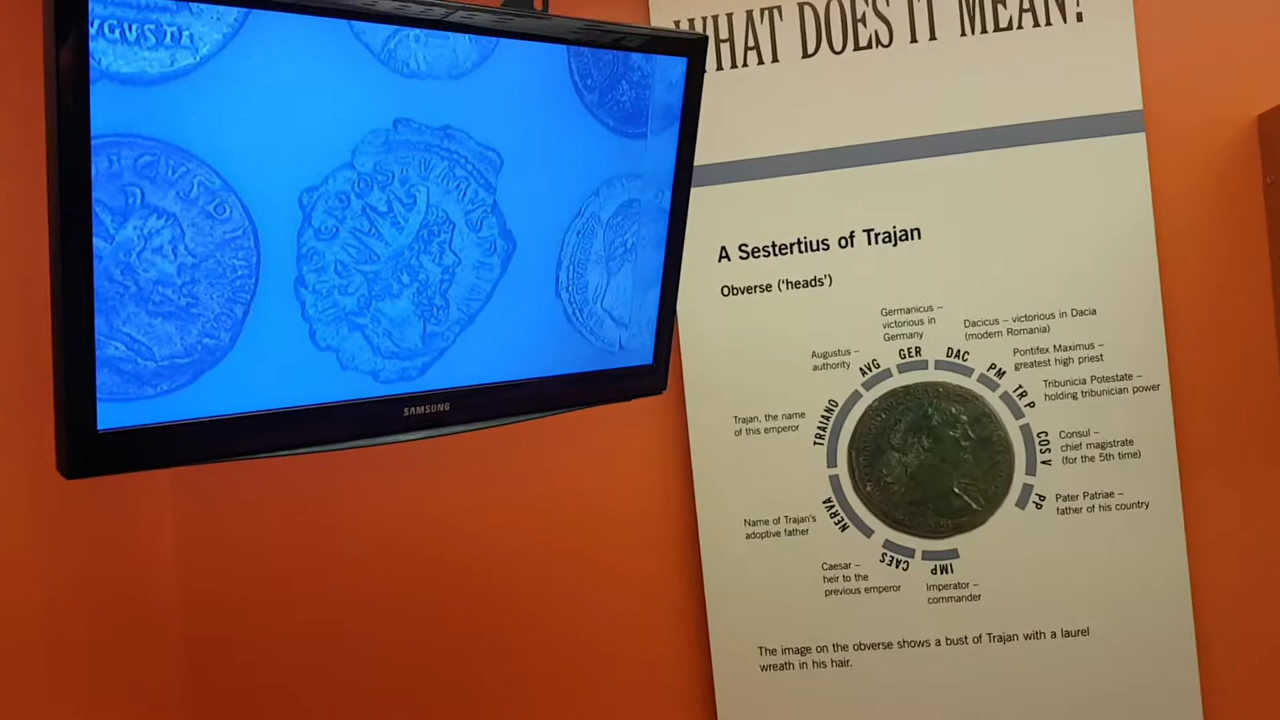 WHAT DOES IT MEAN?
A Sestertius of Trajan
Obverse ('heads')
Germanicus –
victorious in
Germany
Dacicus – victorious in Dacia
(modern Romania)
Augustus –
authority
Pontifex Maximus –
greatest high priest
Tribunicia Potestate –
holding tribunician power
Trajan, the name
of this emperor
Consul –
chief magistrate
(for the 5th time)
Name of Trajan's
adoptive father
Pater Patriae –
father of his country
Caesar –
heir to the
previous emperor
Imperator –
commander
IMP
CAES
NERVA
TRAIANO
AVG
GER
DAC
PM
TR P
COS V
PP
The image on the obverse shows a bust of Trajan with a laurel
wreath in his hair.
SAMSUNG